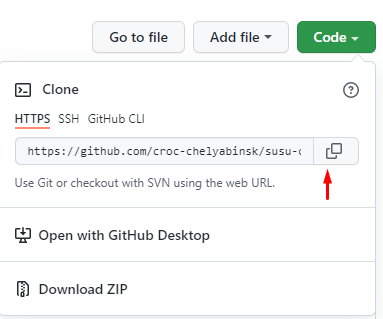 Go to file
Add file
Code
Clone
HTTPS SSH GitHub CLI
https://github.com/croc-chelyabinsk/susu-
Use Git or checkout with SVN using the web URL.
Open with GitHub Desktop
Download ZIP